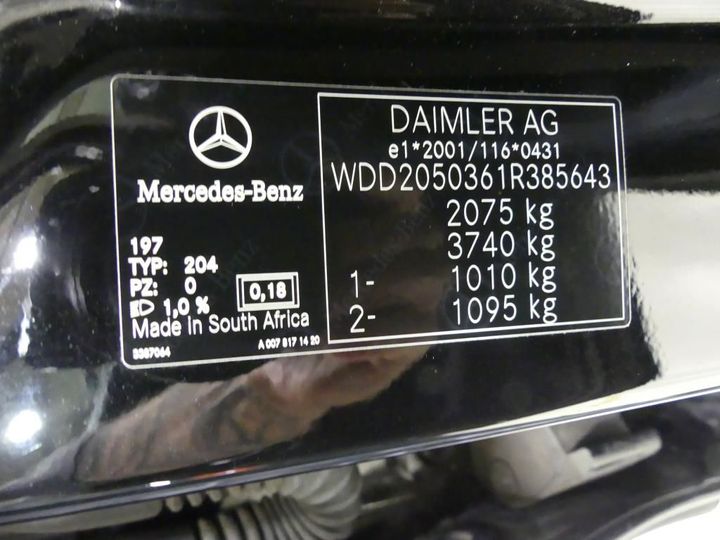 Mercedes-Benz
197
TYP: 204
PZ: 0
1,0 %
0,18
Made in South Africa
A 007 817 14 20
DAIMLER AG
e1*2001/116*0431
WDD2050361R385643
2075 kg
3740 kg
1- 1010 kg
2- 1095 kg